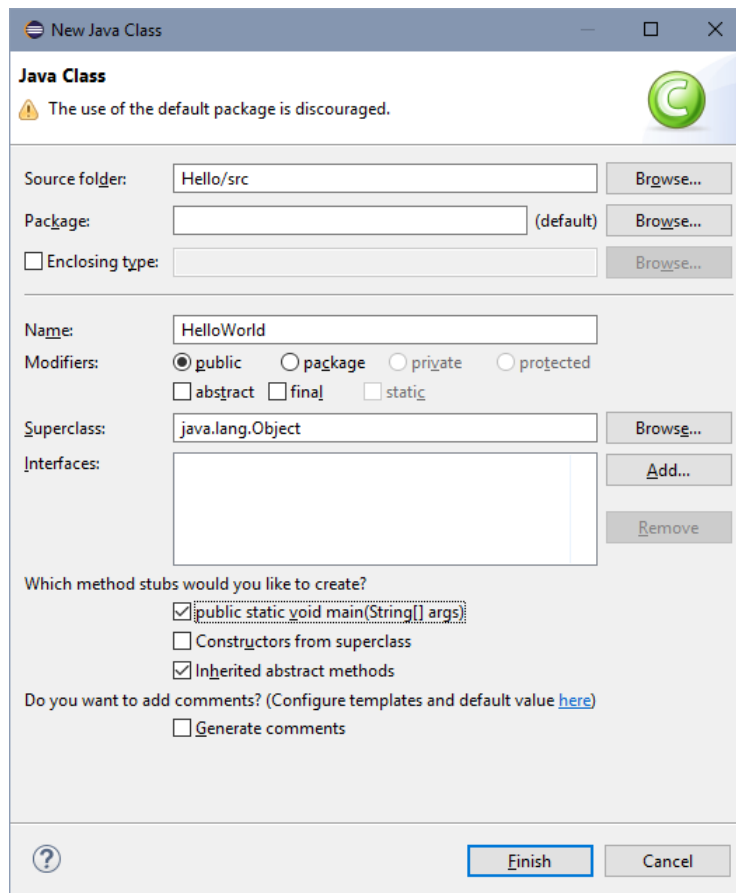 New Java Class
Java Class
The use of the default package is discouraged.
Source folder: Hello/src Browse...
Package: (default) Browse...
Enclosing type: Browse...
Name: HelloWorld
Modifiers: public package private protected
abstract final static
Superclass: java.lang.Object Browse...
Interfaces: Add...
Remove
Which method stubs would you like to create?
public static void main(String[] args)
Constructors from superclass
Inherited abstract methods
Do you want to add comments? (Configure templates and default value here)
Generate comments
? Finish Cancel